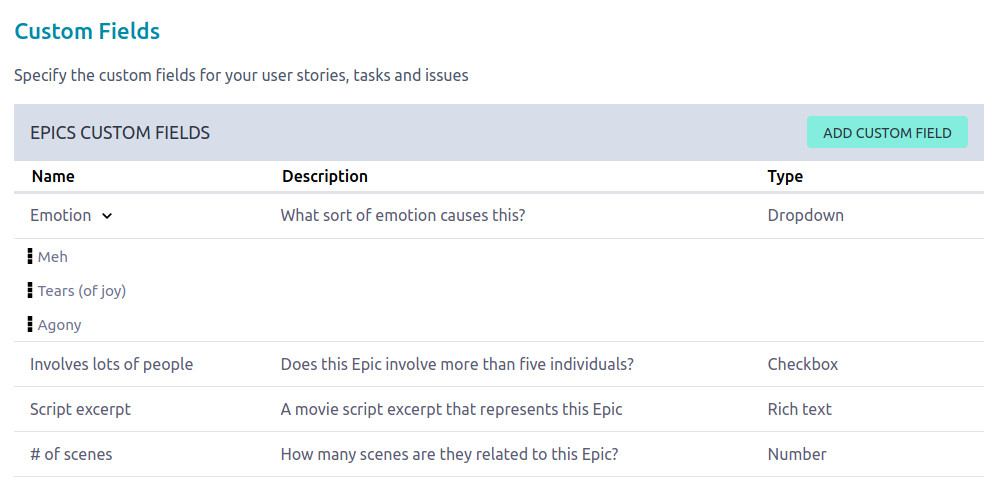 Custom Fields
Specify the custom fields for your user stories, tasks and issues
EPICS CUSTOM FIELDS ADD CUSTOM FIELD
Name Description Type
Emotion What sort of emotion causes this? Dropdown
Meh
Tears (of joy)
Agony
Involves lots of people Does this Epic involve more than five individuals? Checkbox
Script excerpt A movie script excerpt that represents this Epic Rich text
# of scenes How many scenes are they related to this Epic? Number